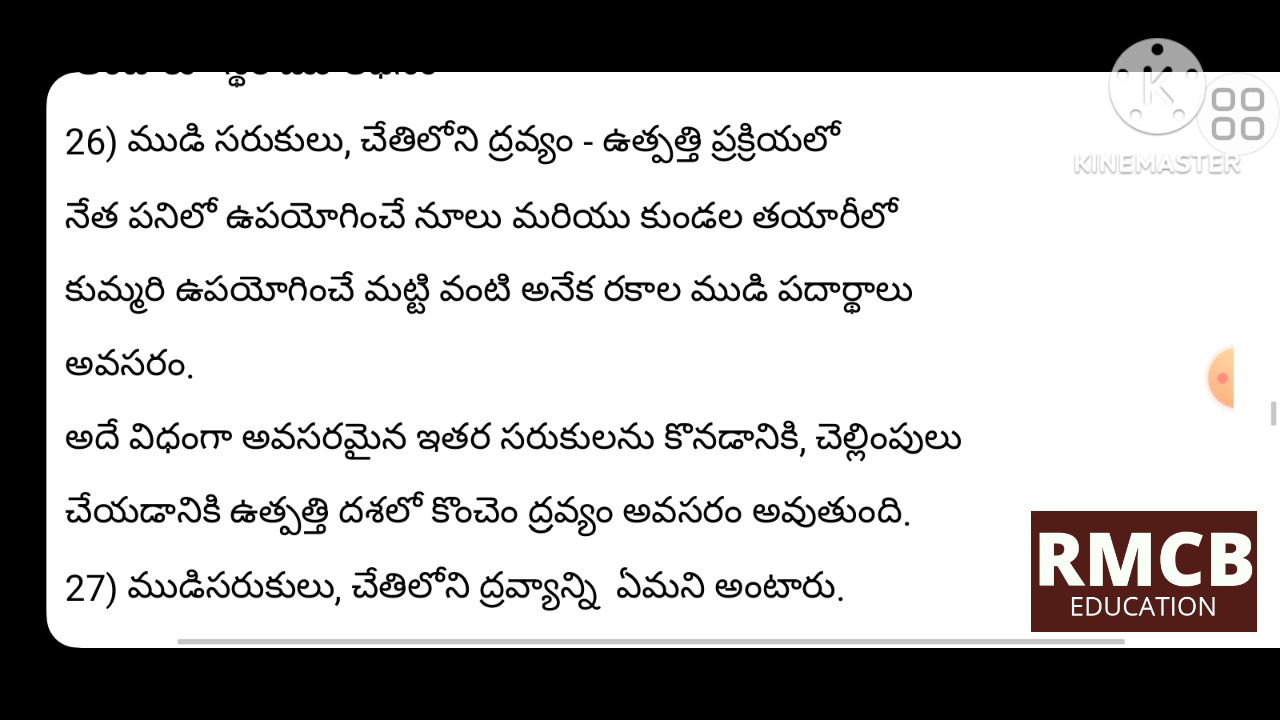 26) ముడి సరుకులు, చేతిలోని ద్రవ్యం - ఉత్పత్తి ప్రక్రియలో
నేత పనిలో ఉపయోగించే నూలు మరియు కుండల తయారీలో
కుమ్మరి ఉపయోగించే మట్టి వంటి అనేక రకాల ముడి పదార్థాలు
అవసరం.
అదే విధంగా అవసరమైన ఇతర సరుకులను కొనడానికి, చెల్లింపులు
చేయడానికి ఉత్పత్తి దశలో కొంచెం ద్రవ్యం అవసరం అవుతుంది.
27) ముడిసరుకులు, చేతిలోని ద్రవ్యాన్ని ఏమని అంటారు.
K
KINEMASTER
RMCB
EDUCATION